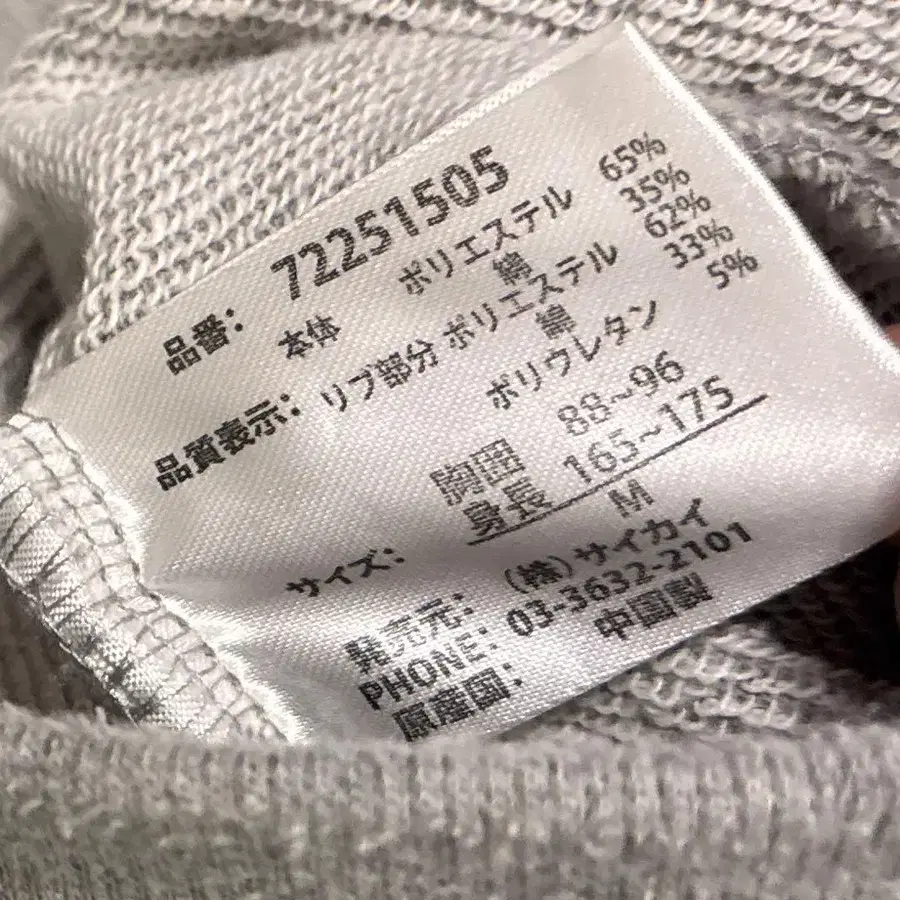 品番: 72251505
本体 ポリエステル 65%
綿 35%
品質表示: リブ部分 ポリエステル 62%
綿 33%
ポリウレタン 5%
胸囲 88~96
身長 165~175
サイズ: M
発売元: (株)サイカイ
PHONE: 03-3632-2101
原産国: 中国製